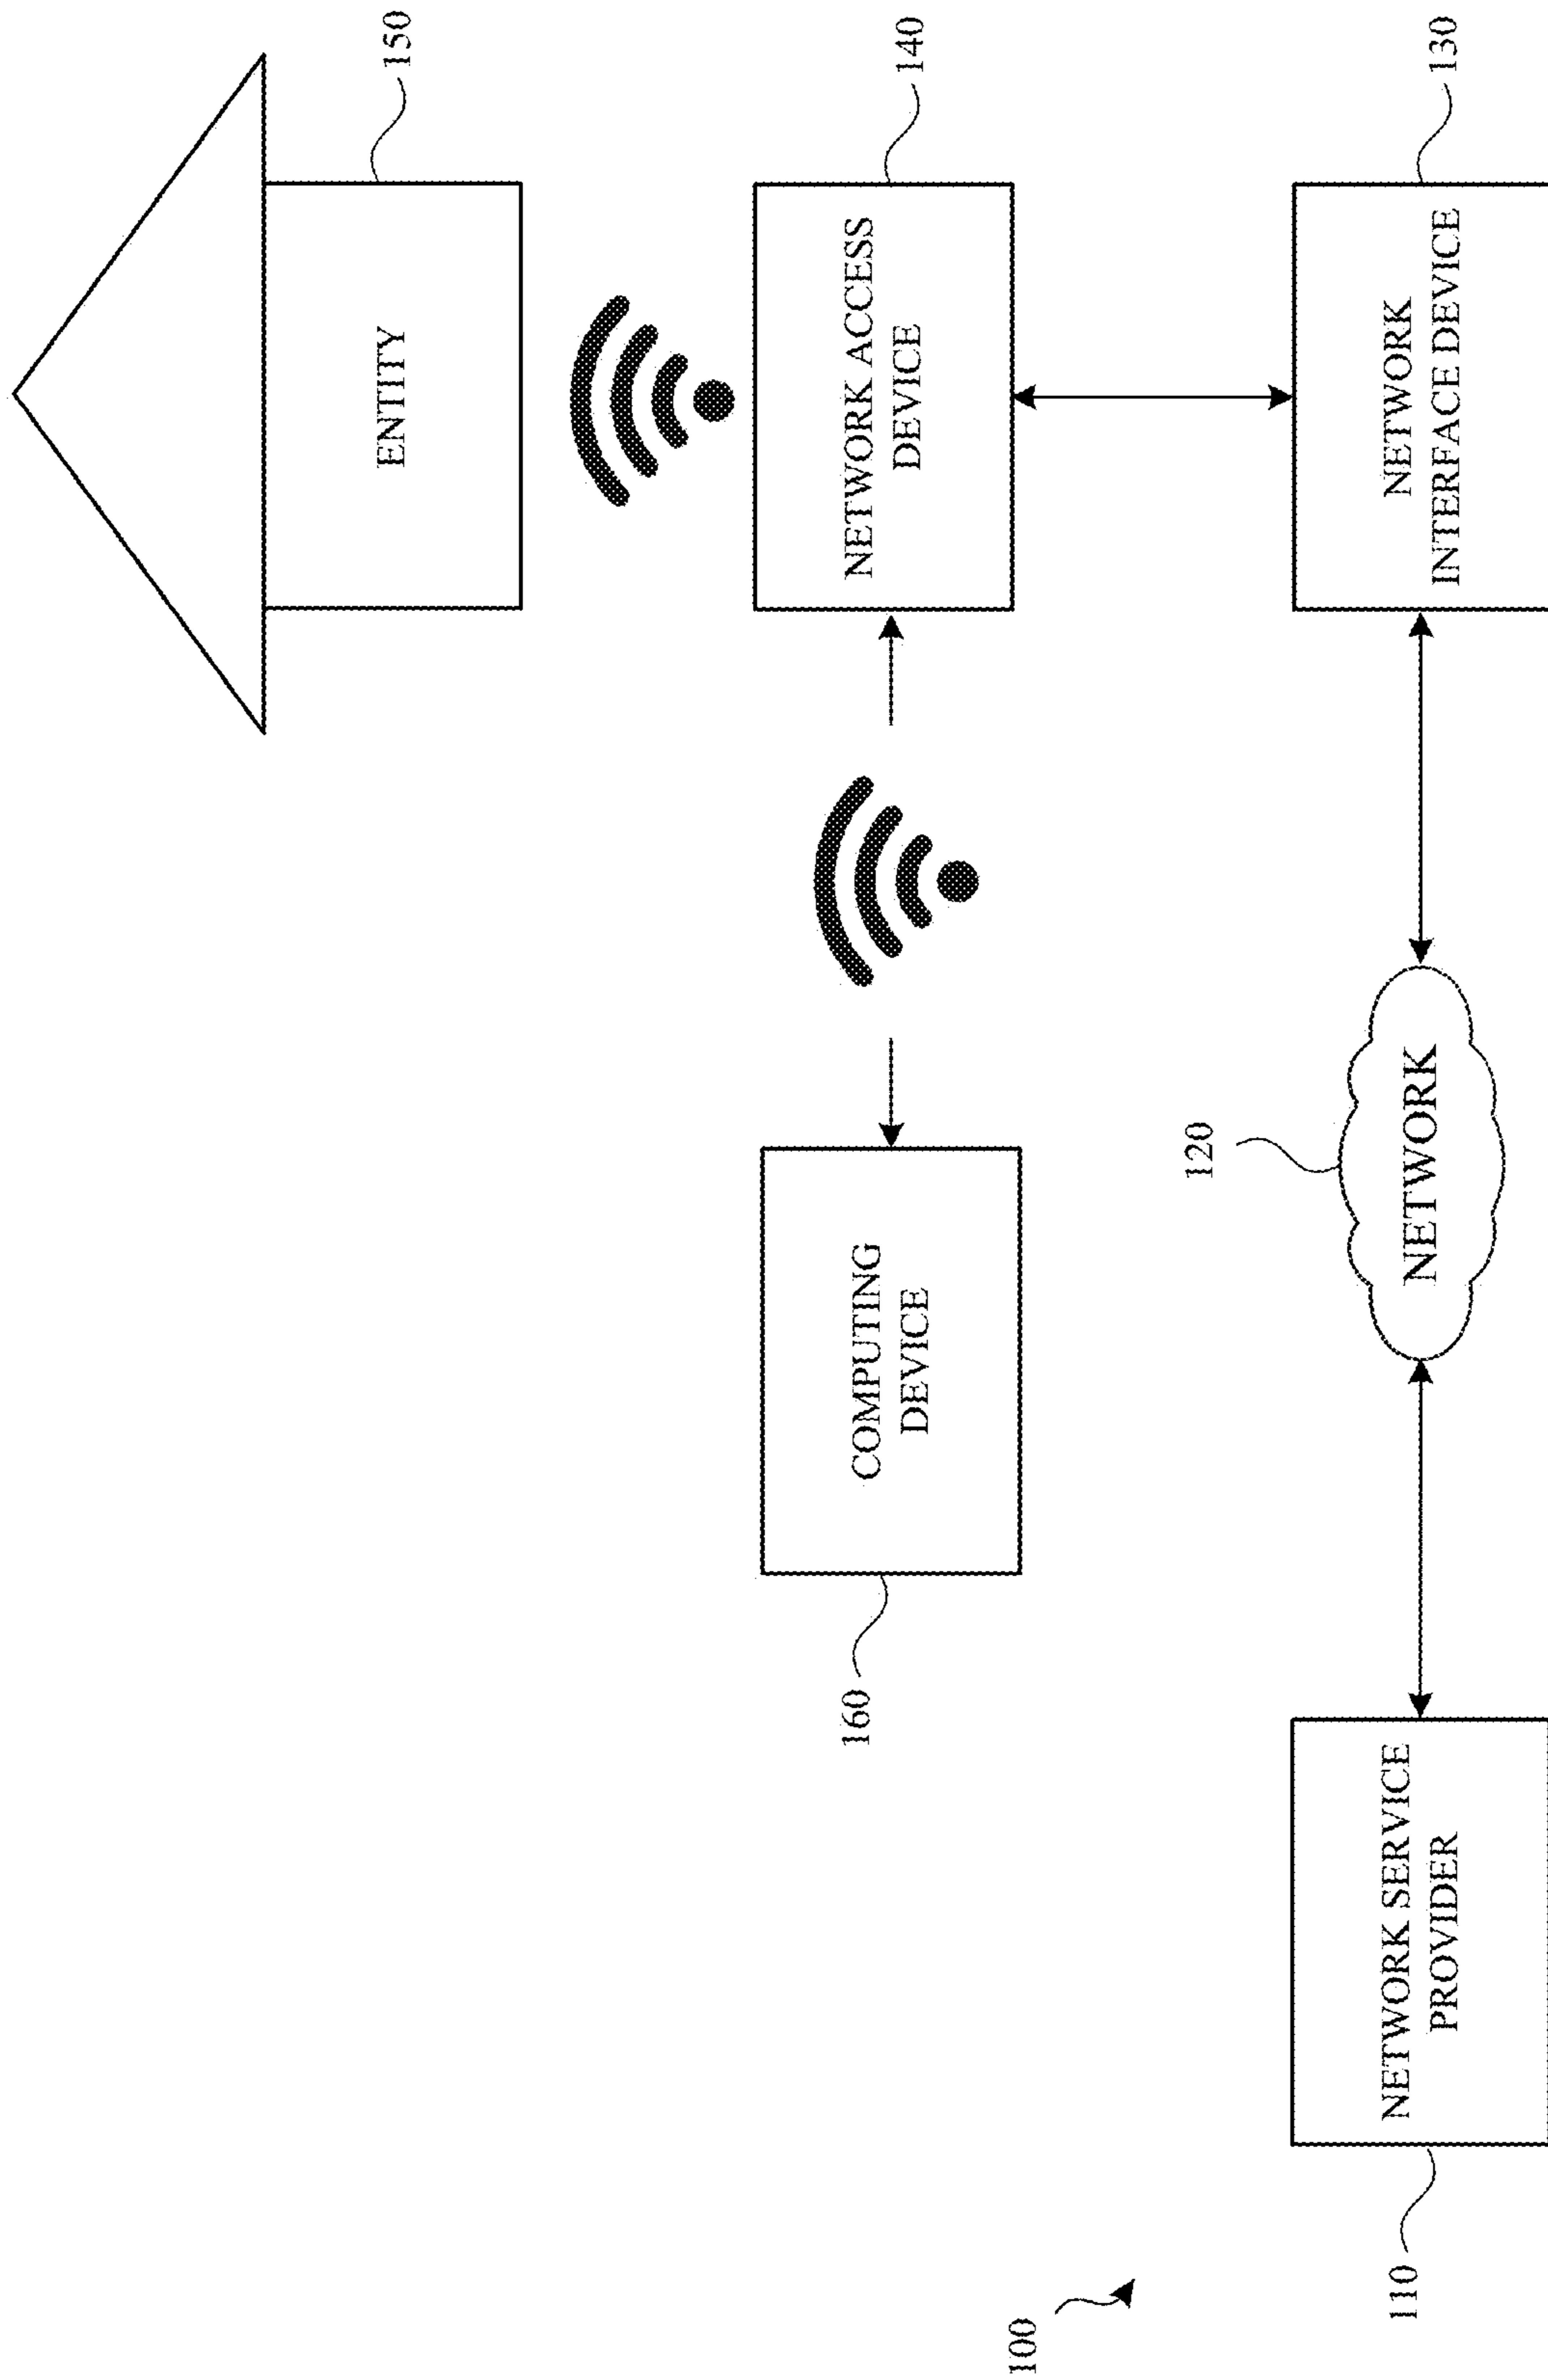 150
ENTITY
140
NETWORK ACCESS
DEVICE
160
COMPUTING
DEVICE
120
NETWORK
130
NETWORK
INTERFACE DEVICE
110
NETWORK SERVICE
PROVIDER
100